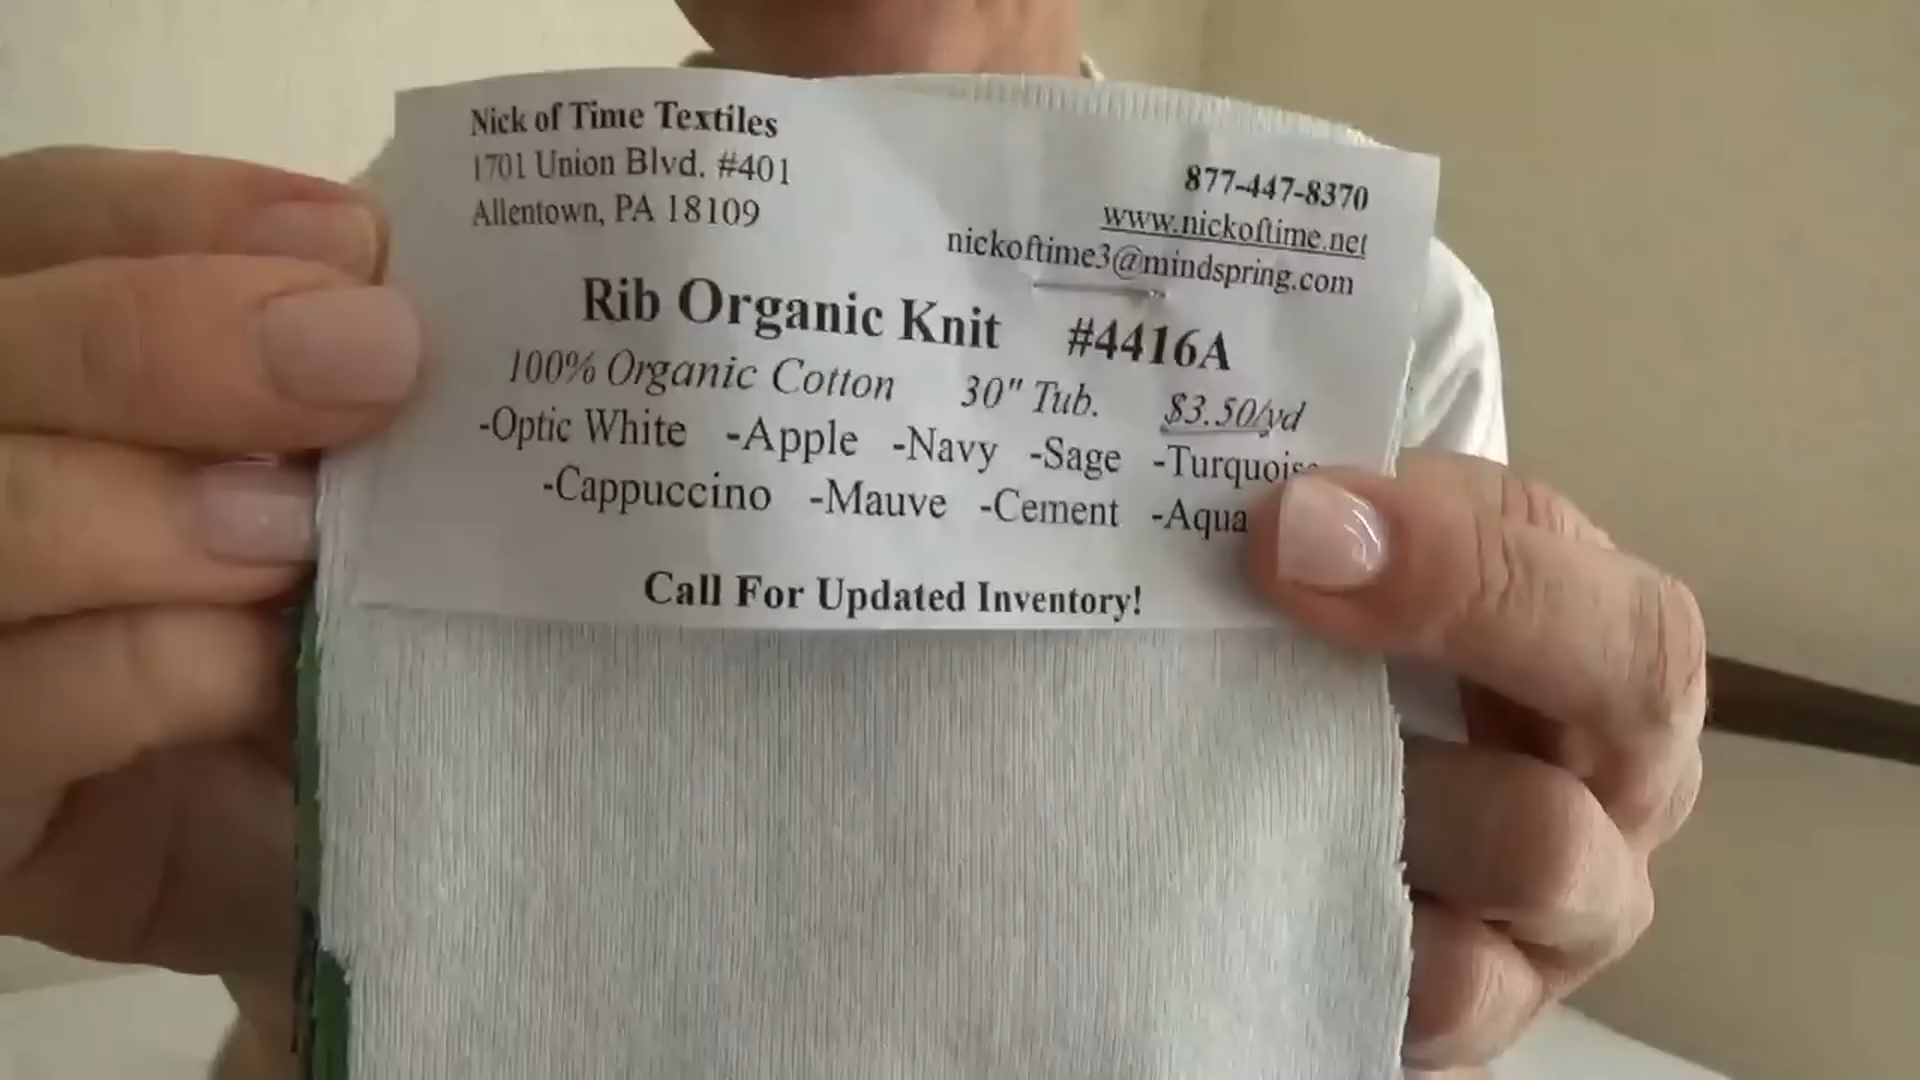 Nick of Time Textiles
1701 Union Blvd. #401
Allentown, PA 18109
877-447-8370
www.nickoftime.net
nickoftime3@mindspring.com
Rib Organic Knit #4416A
100% Organic Cotton 30" Tub. $3.50/yd
-Optic White -Apple -Navy -Sage -Turquoise
-Cappuccino -Mauve -Cement -Aqua
Call For Updated Inventory!